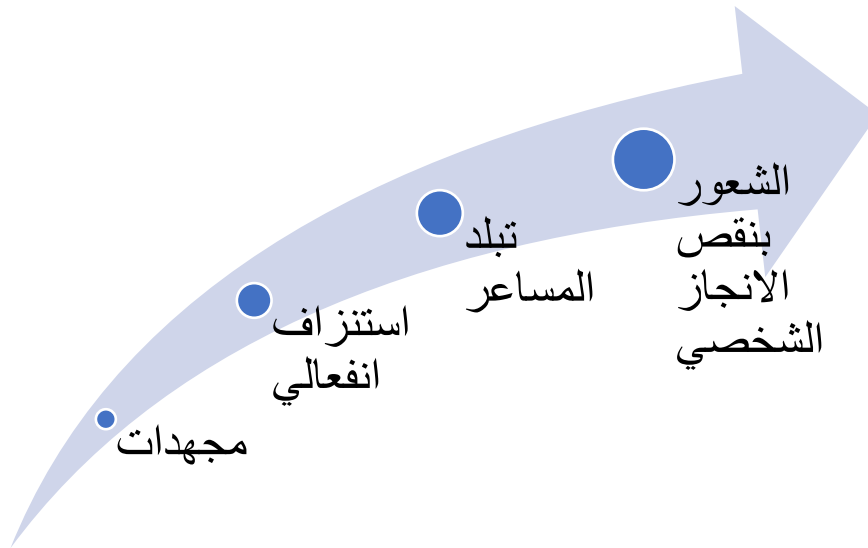 مجهدات
استنزاف
انفعالي
تبلد
المساعر
الشعور
بنقص
الانجاز
الشخصي